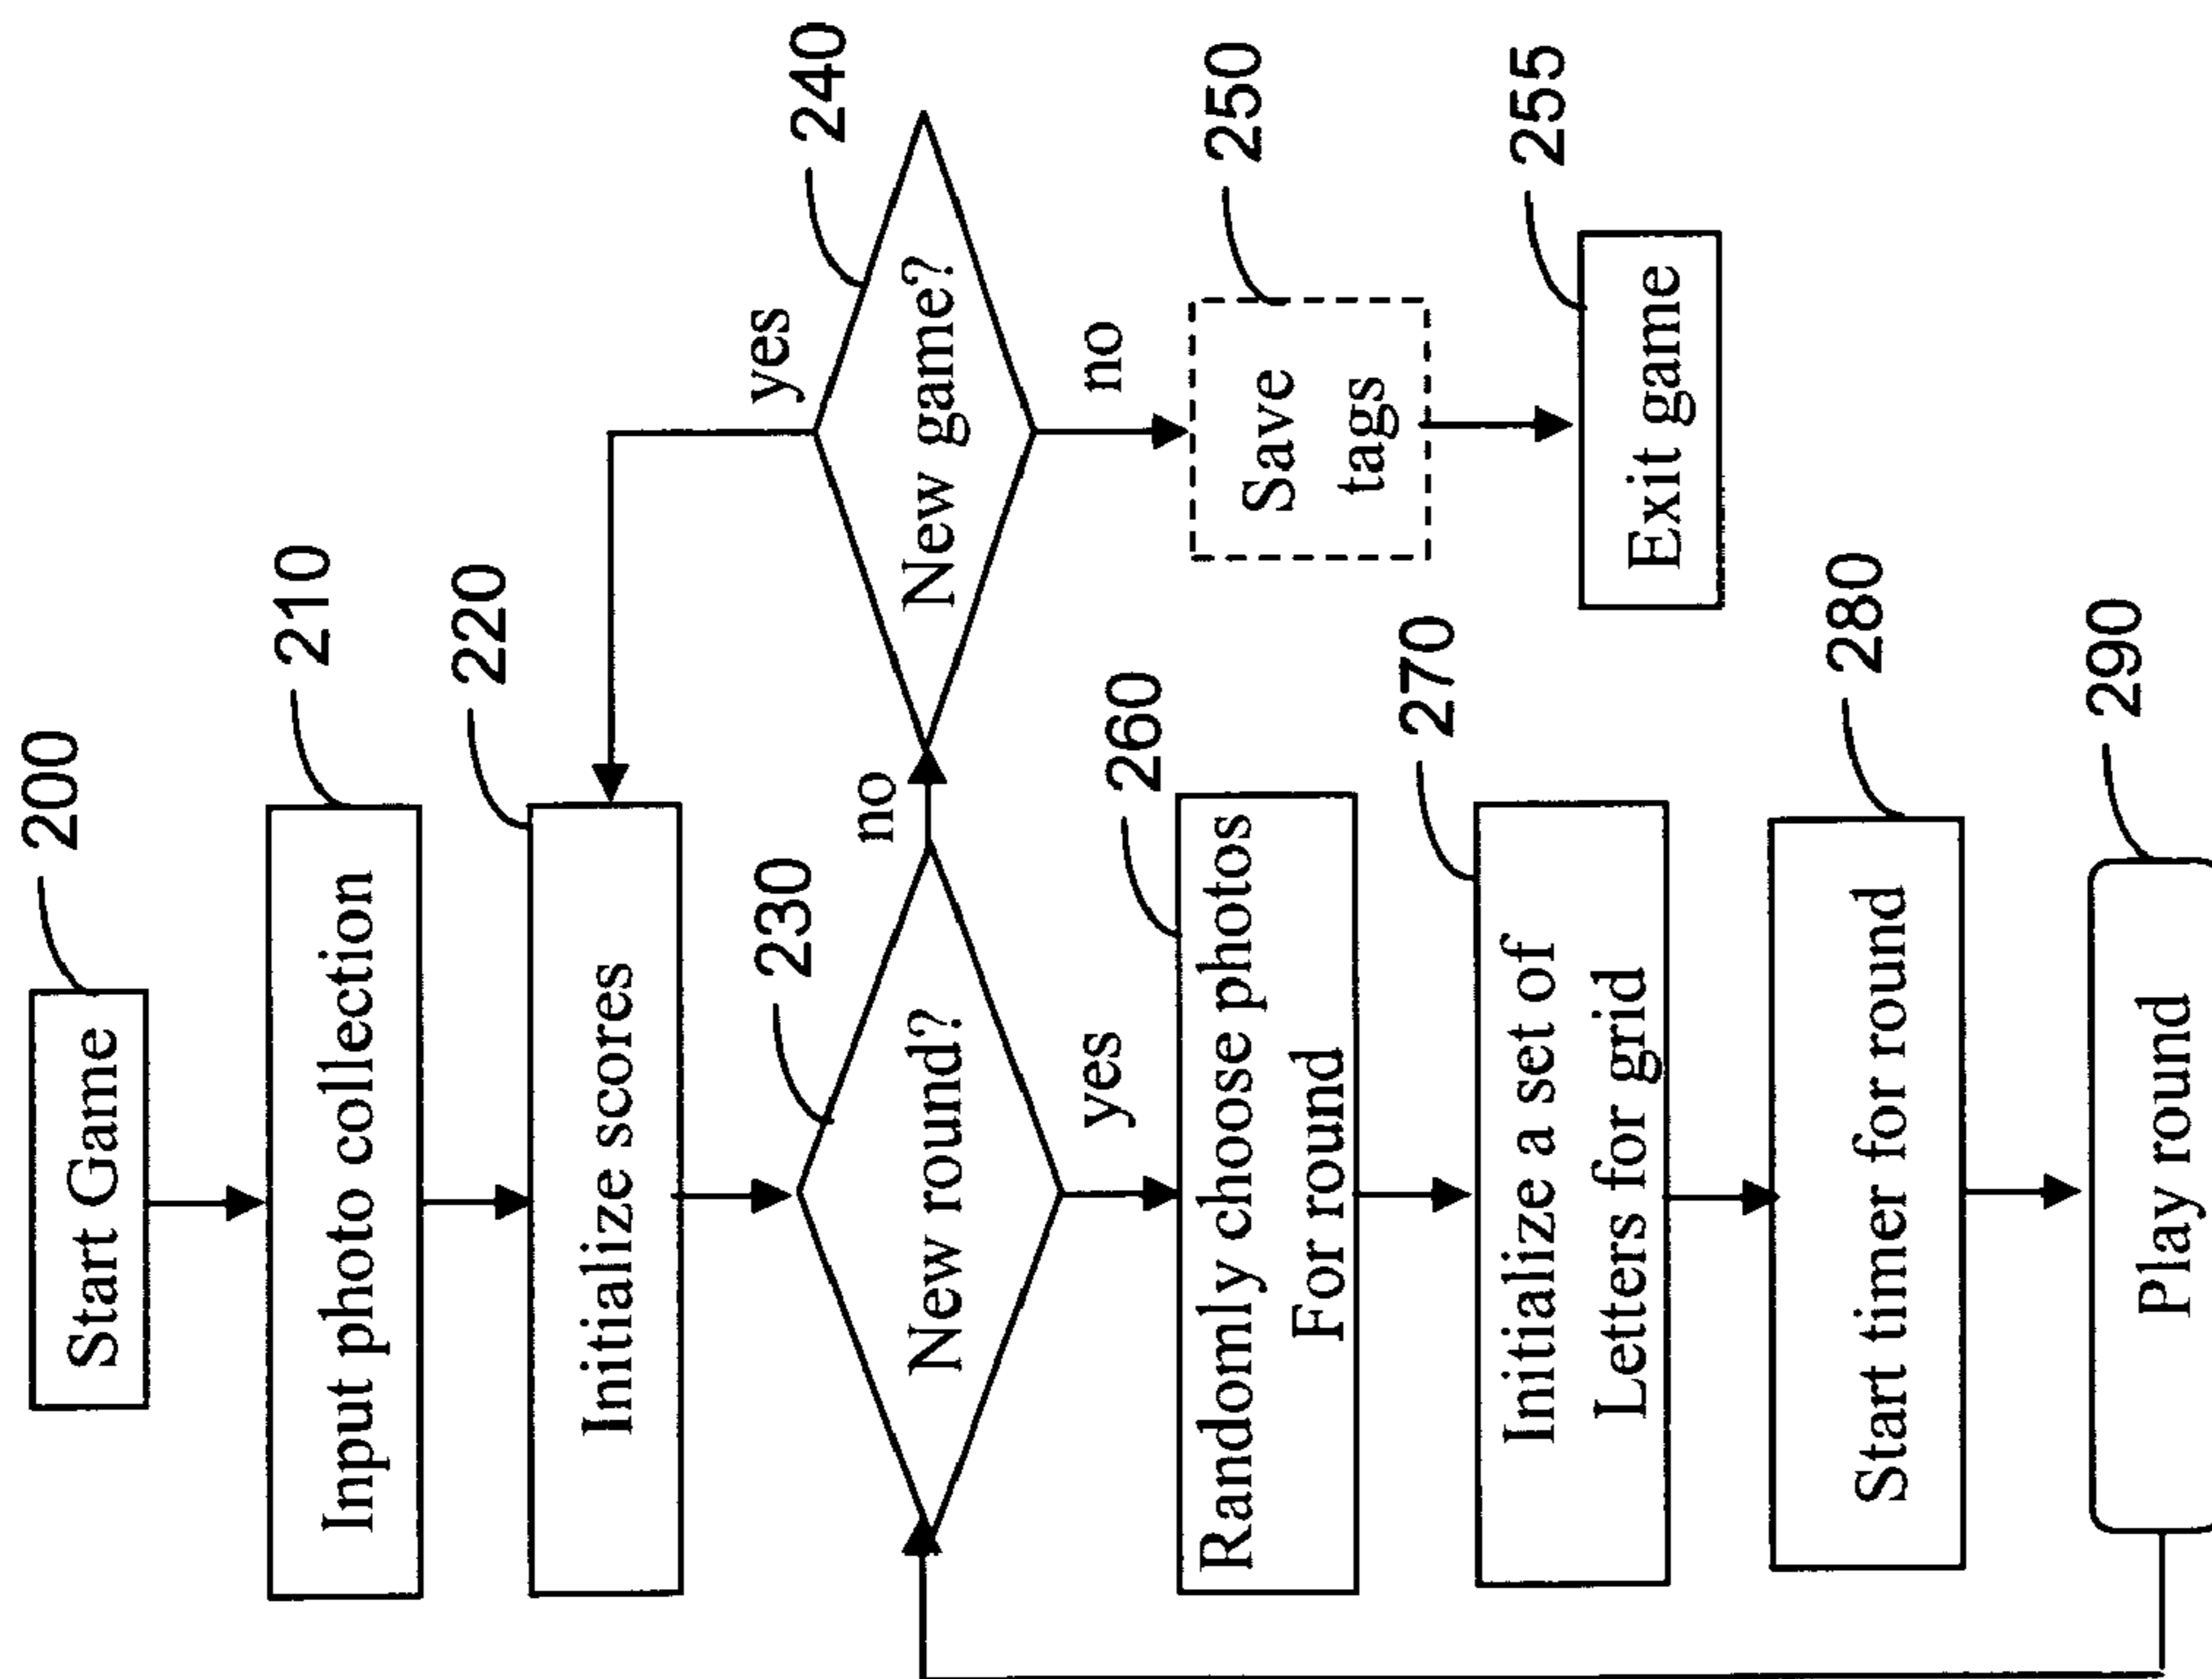 200
Start Game
210
Input photo collection
220
Initialize scores
230
New round?
no
yes
240
New game?
yes
no
250
Save
tags
255
Exit game
260
Randomly choose photos
For round
270
Initialize a set of
Letters for grid
280
Start timer for round
290
Play round